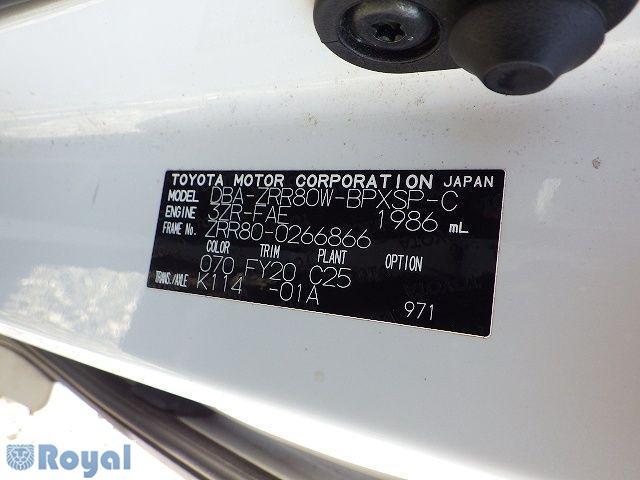 TOYOTA MOTOR CORPORATION JAPAN
MODEL DBA-ZRR80W-BPXSP-C
ENGINE 3ZR-FAE 1986 mL
FRAME No. ZRR80-0266866
COLOR TRIM PLANT OPTION
070 FY20 C25
TRANS./AXLE K114 -01A 971
Royal